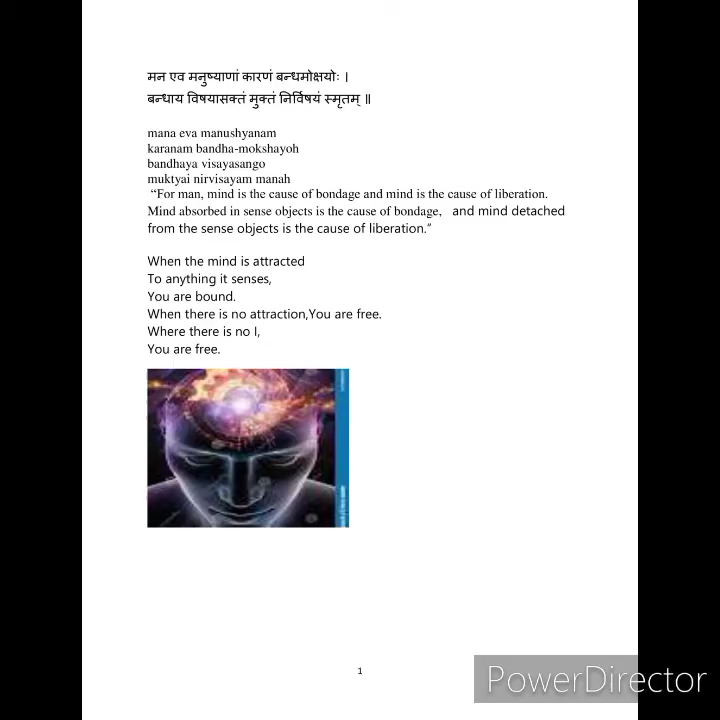 मन एव मनुष्याणां कारणं बन्धमोक्षयोः ।
बन्धाय विषयासक्तं मुक्तं निर्विषयं स्मृतम् ॥
mana eva manushyanam
karanam bandha-mokshayoh
bandhaya visayasango
muktyai nirvisayam manah
“For man, mind is the cause of bondage and mind is the cause of liberation.
Mind absorbed in sense objects is the cause of bondage, and mind detached
from the sense objects is the cause of liberation.”
When the mind is attracted
To anything it senses,
You are bound.
When there is no attraction,You are free.
Where there is no I,
You are free.
1
PowerDirector